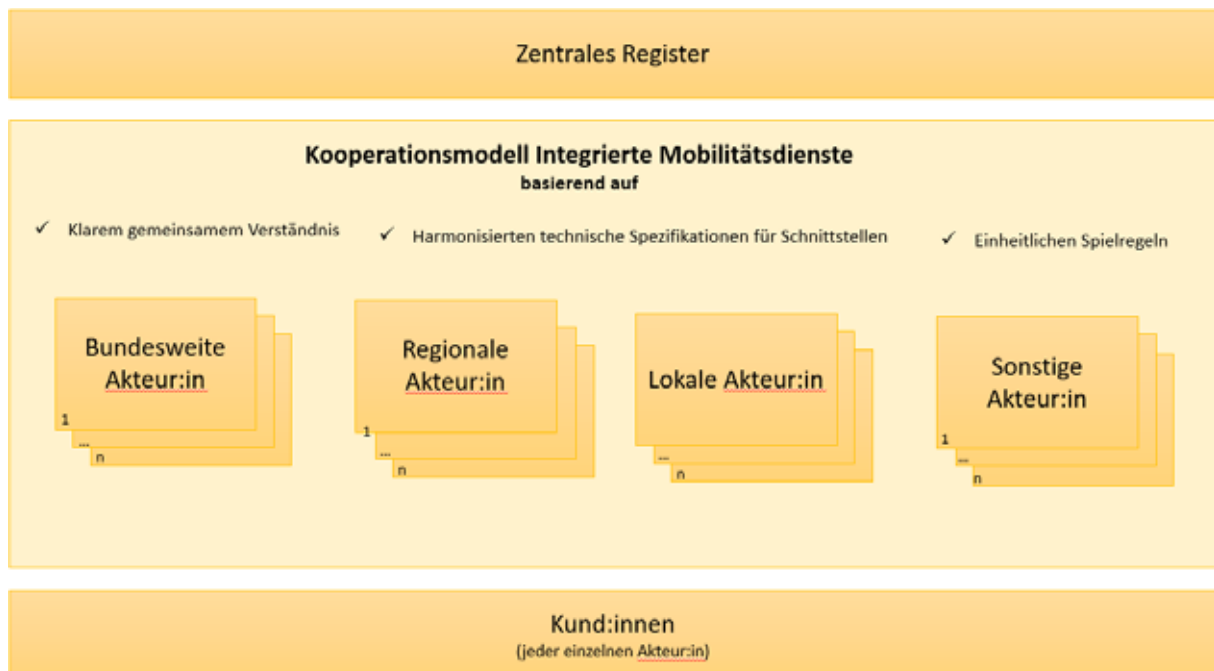 Zentrales Register
Kooperationsmodell Integrierte Mobilitätsdienste
basierend auf
✓ Klarem gemeinsamem Verständnis
✓ Harmonisierten technische Spezifikationen für Schnittstellen
✓ Einheitlichen Spielregeln
Bundesweite
Akteur:in
1
...
n
Regionale
Akteur:in
1
...
n
Lokale Akteur:in
...
n
Sonstige
Akteur:in
1
...
n
Kund:innen
(jeder einzelnen Akteur:in)